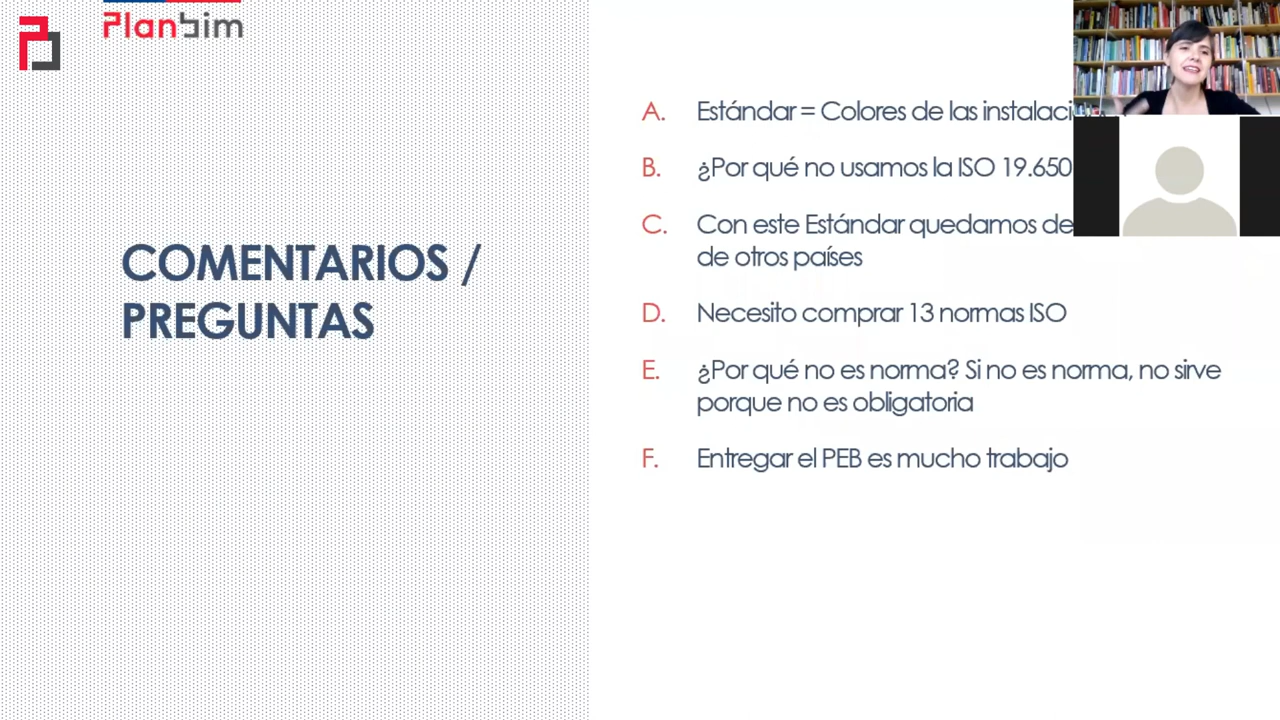 Planbim
COMENTARIOS /
PREGUNTAS
A. Estándar = Colores de las
B. ¿Por qué no usamos la ISO 19.650
C. Con este Estándar quedamos
de otros países
D. Necesito comprar 13 normas ISO
E. ¿Por qué no es norma? Si no es norma, no sirve
porque no es obligatoria
F. Entregar el PEB es mucho trabajo